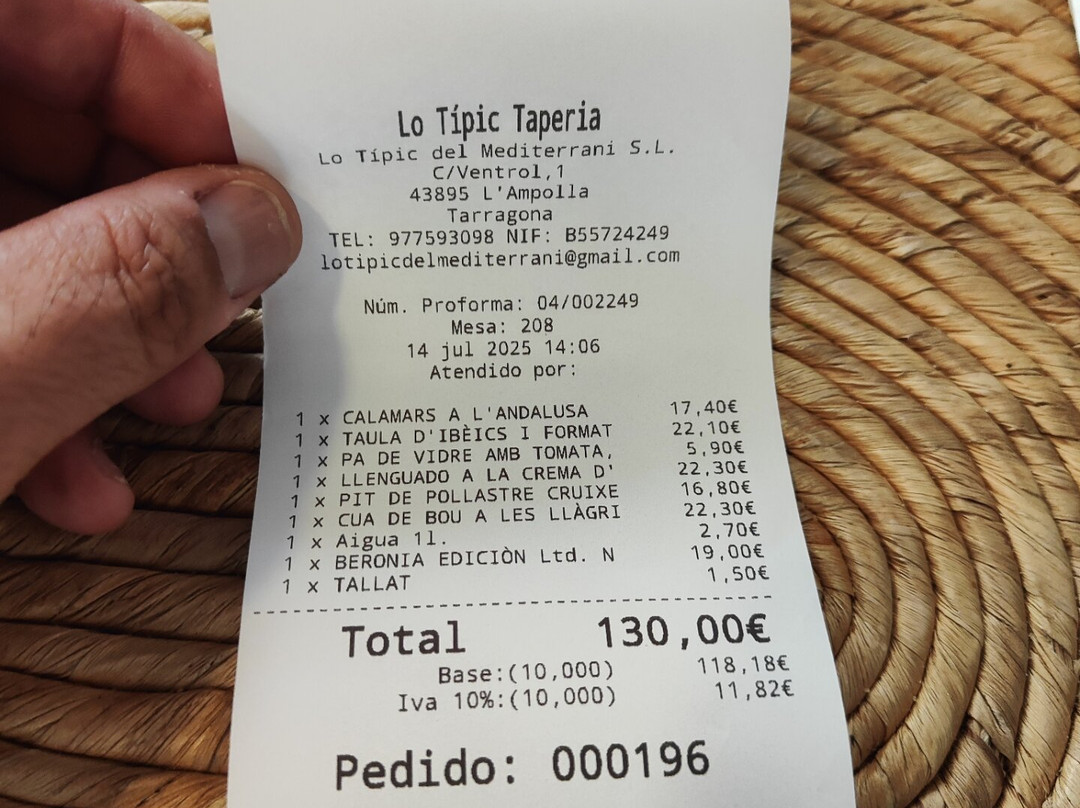 Lo Típic Taperia
Lo Típic del Mediterrani S.L.
C/Ventrol,1
43895 L'Ampolla
Tarragona
TEL: 977593098 NIF: B55724249
lotipicdelmediterrani@gmail.com
Núm. Proforma: 04/002249
Mesa: 208
14 jul 2025 14:06
Atendido por:
1 x CALAMARS A L'ANDALUSA 17,40€
1 x TAULA D'IBÈICS I FORMAT 22,10€
1 x PA DE VIDRE AMB TOMATA, 5,90€
1 x LLENGUADO A LA CREMA D' 22,30€
1 x PIT DE POLLASTRE CRUIXE 16,80€
1 x CUA DE BOU A LES LLÀGRI 22,30€
1 x Aigua 1l. 2,70€
1 x BERONIA EDICIÒN Ltd. N 19,00€
1 x TALLAT 1,50€
Total 130,00€
Base:(10,000) 118,18€
Iva 10%:(10,000) 11,82€
Pedido: 000196